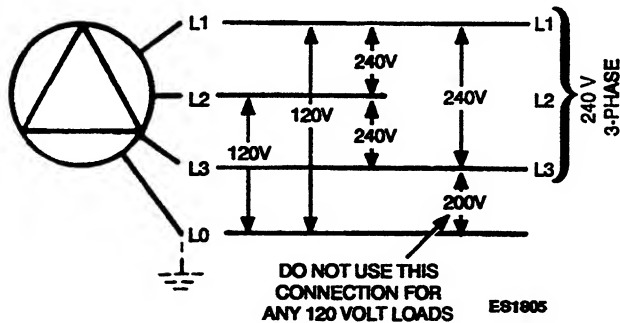 L1
L1
240V
L2
120V
240V
L2
240 V
3-PHASE
120V
240V
L3
L3
200V
L0
DO NOT USE THIS
CONNECTION FOR
ANY 120 VOLT LOADS
ES1805